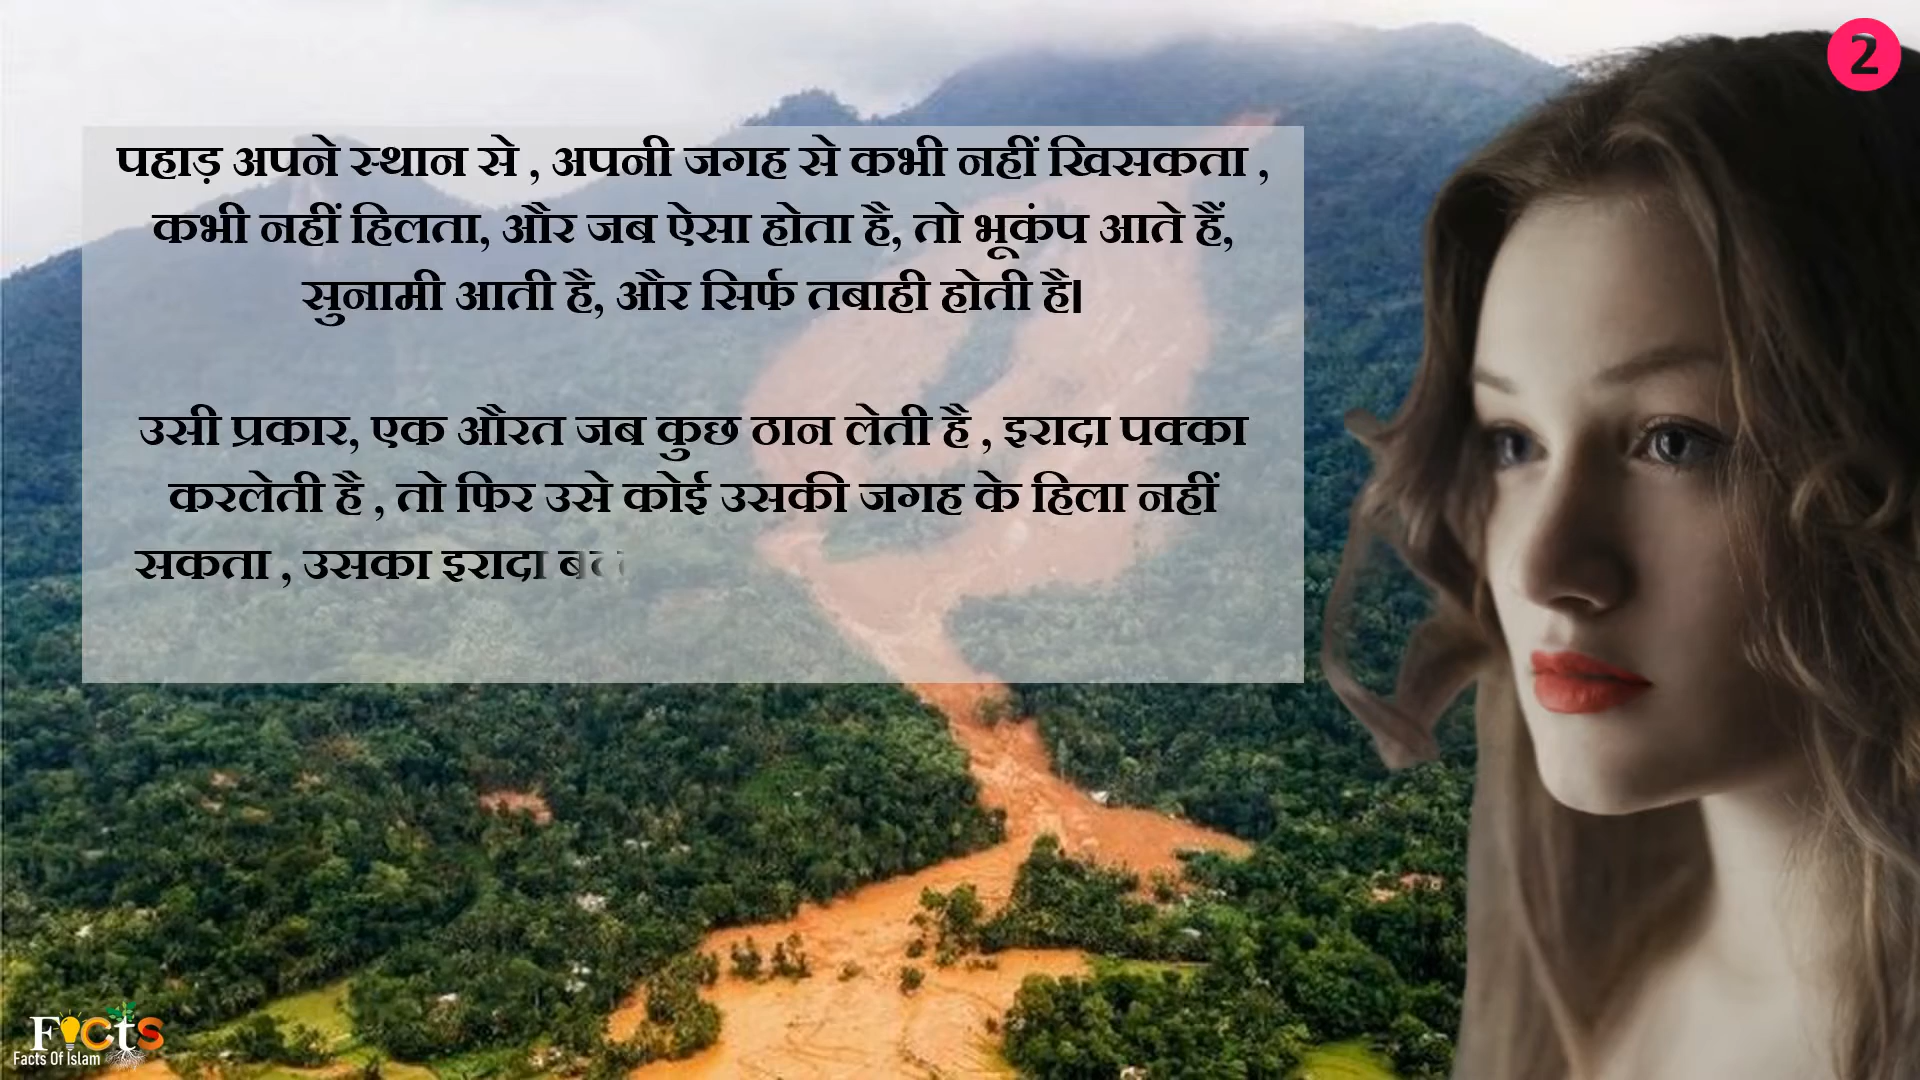 2
पहाड़ अपने स्थान से , अपनी जगह से कभी नहीं खिसकता ,
कभी नहीं हिलता, और जब ऐसा होता है, तो भूकंप आते हैं,
सुनामी आती है, और सिर्फ तबाही होती है।
उसी प्रकार, एक औरत जब कुछ ठान लेती है , इरादा पक्का
करलेती है , तो फिर उसे कोई उसकी जगह के हिला नहीं
सकता , उसका इरादा
Facts
Facts Of Islam